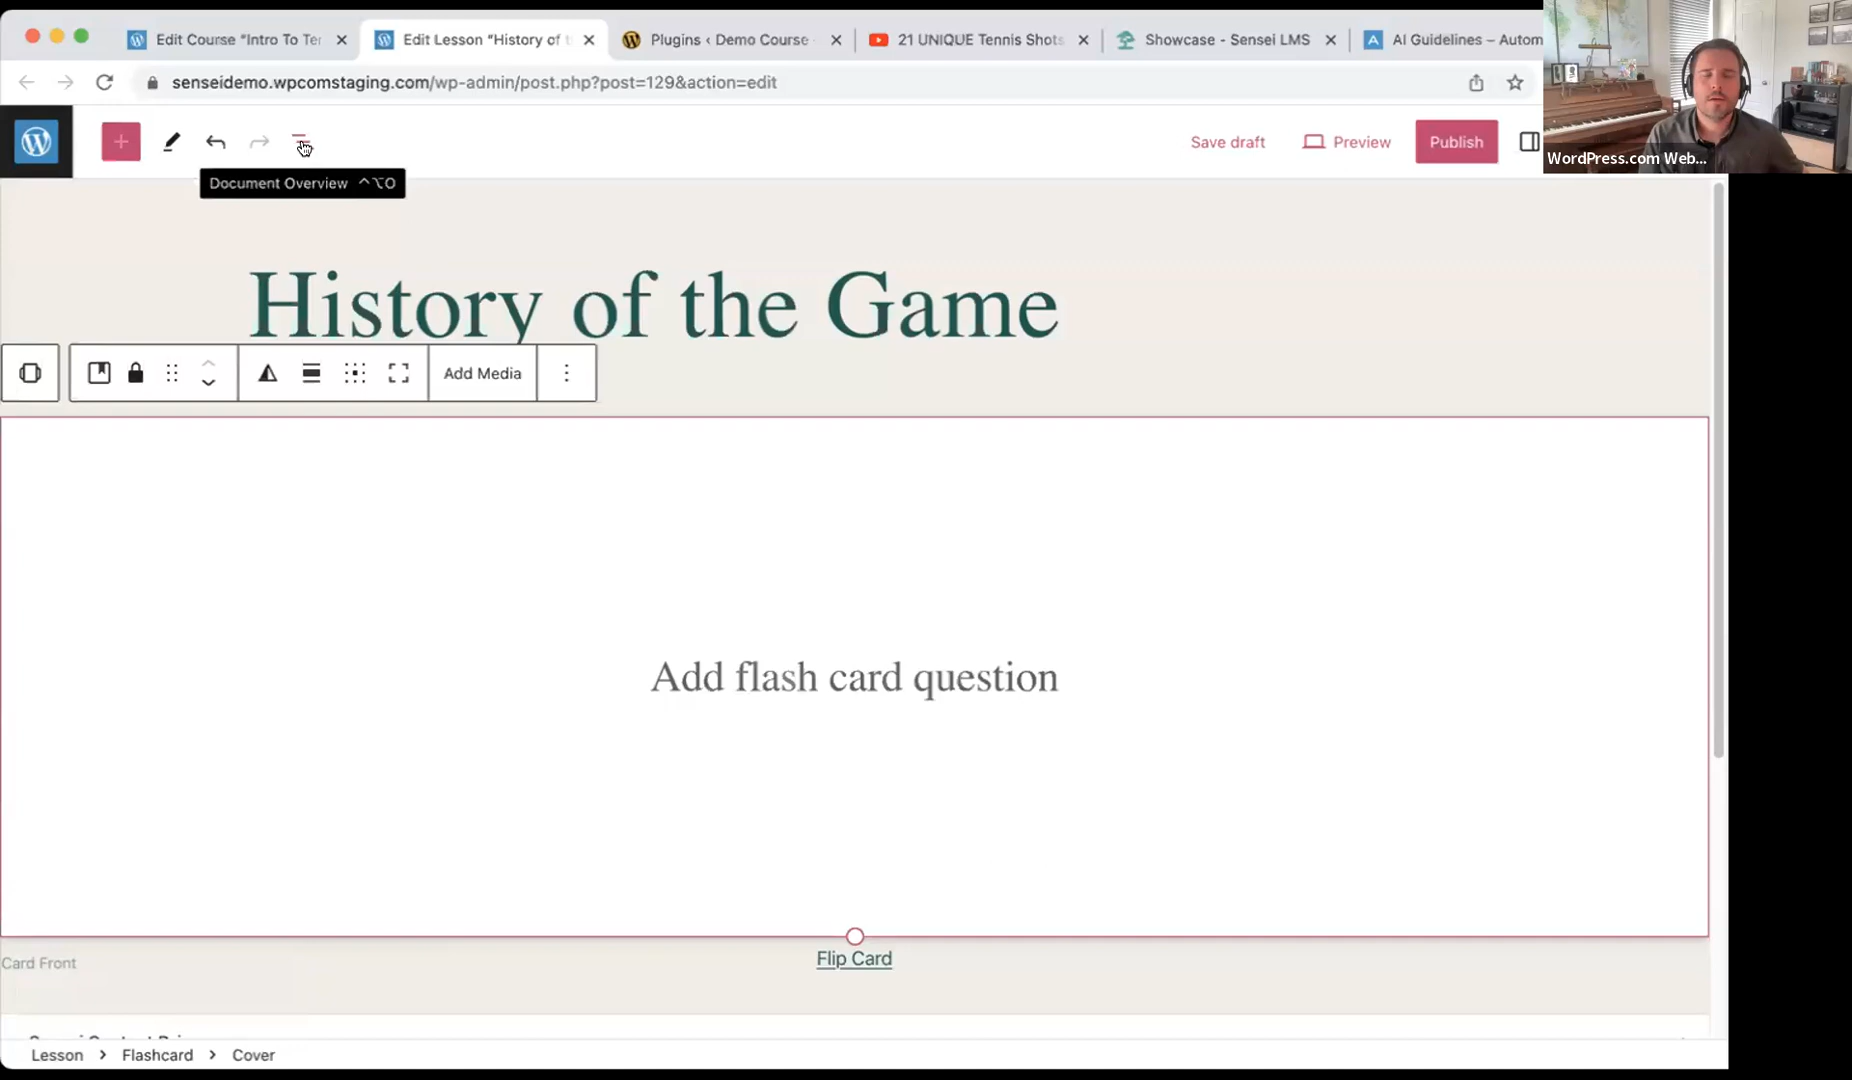 Edit Course "Intro To Ter
Edit Lesson "History of t
Plugins ‹ Demo Course
21 UNIQUE Tennis Shots
Showcase - Sensei LMS
AI Guidelines – Autom
senseidemo.wpcomstaging.com/wp-admin/post.php?post=129&action=edit
Save draft
Preview
Publish
WordPress.com Web...
Document Overview ^⌥O
History of the Game
Add Media
Add flash card question
Card Front
Flip Card
Lesson > Flashcard > Cover